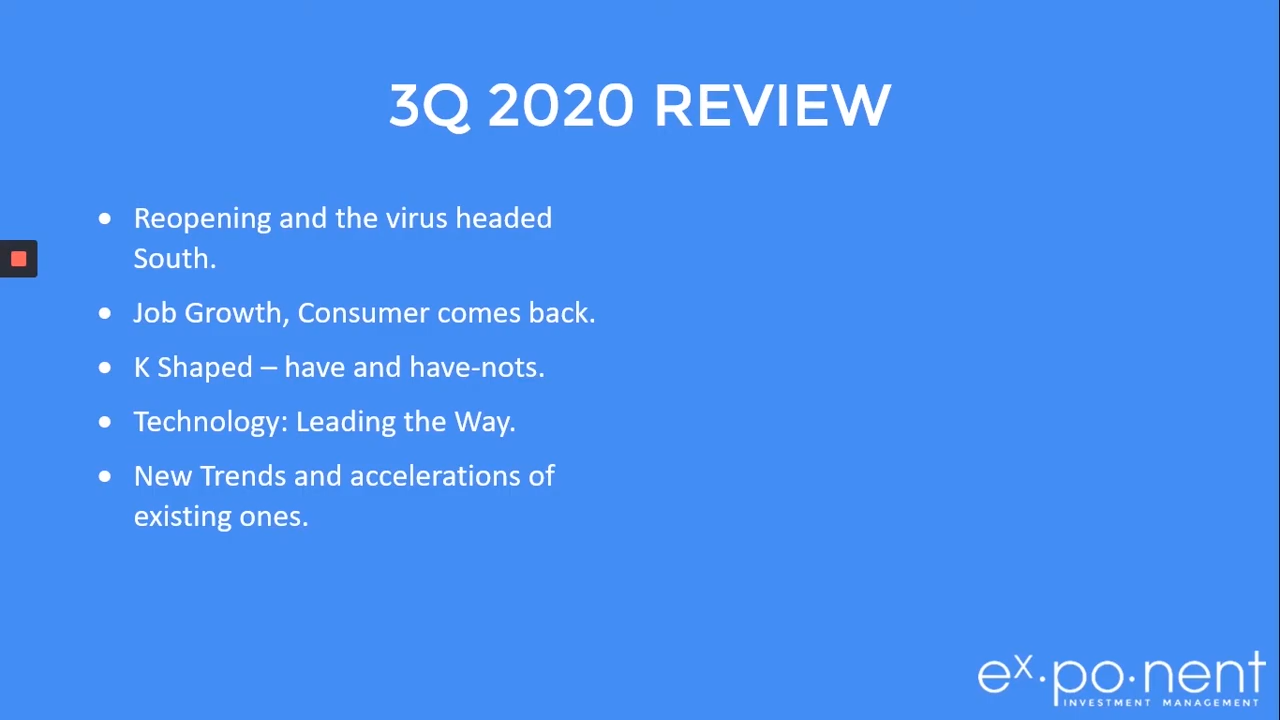 3Q 2020 REVIEW
• Reopening and the virus headed
South.
• Job Growth, Consumer comes back.
• K Shaped – have and have-nots.
• Technology: Leading the Way.
• New Trends and accelerations of
existing ones.
ex·po·nent
INVESTMENT MANAGEMENT